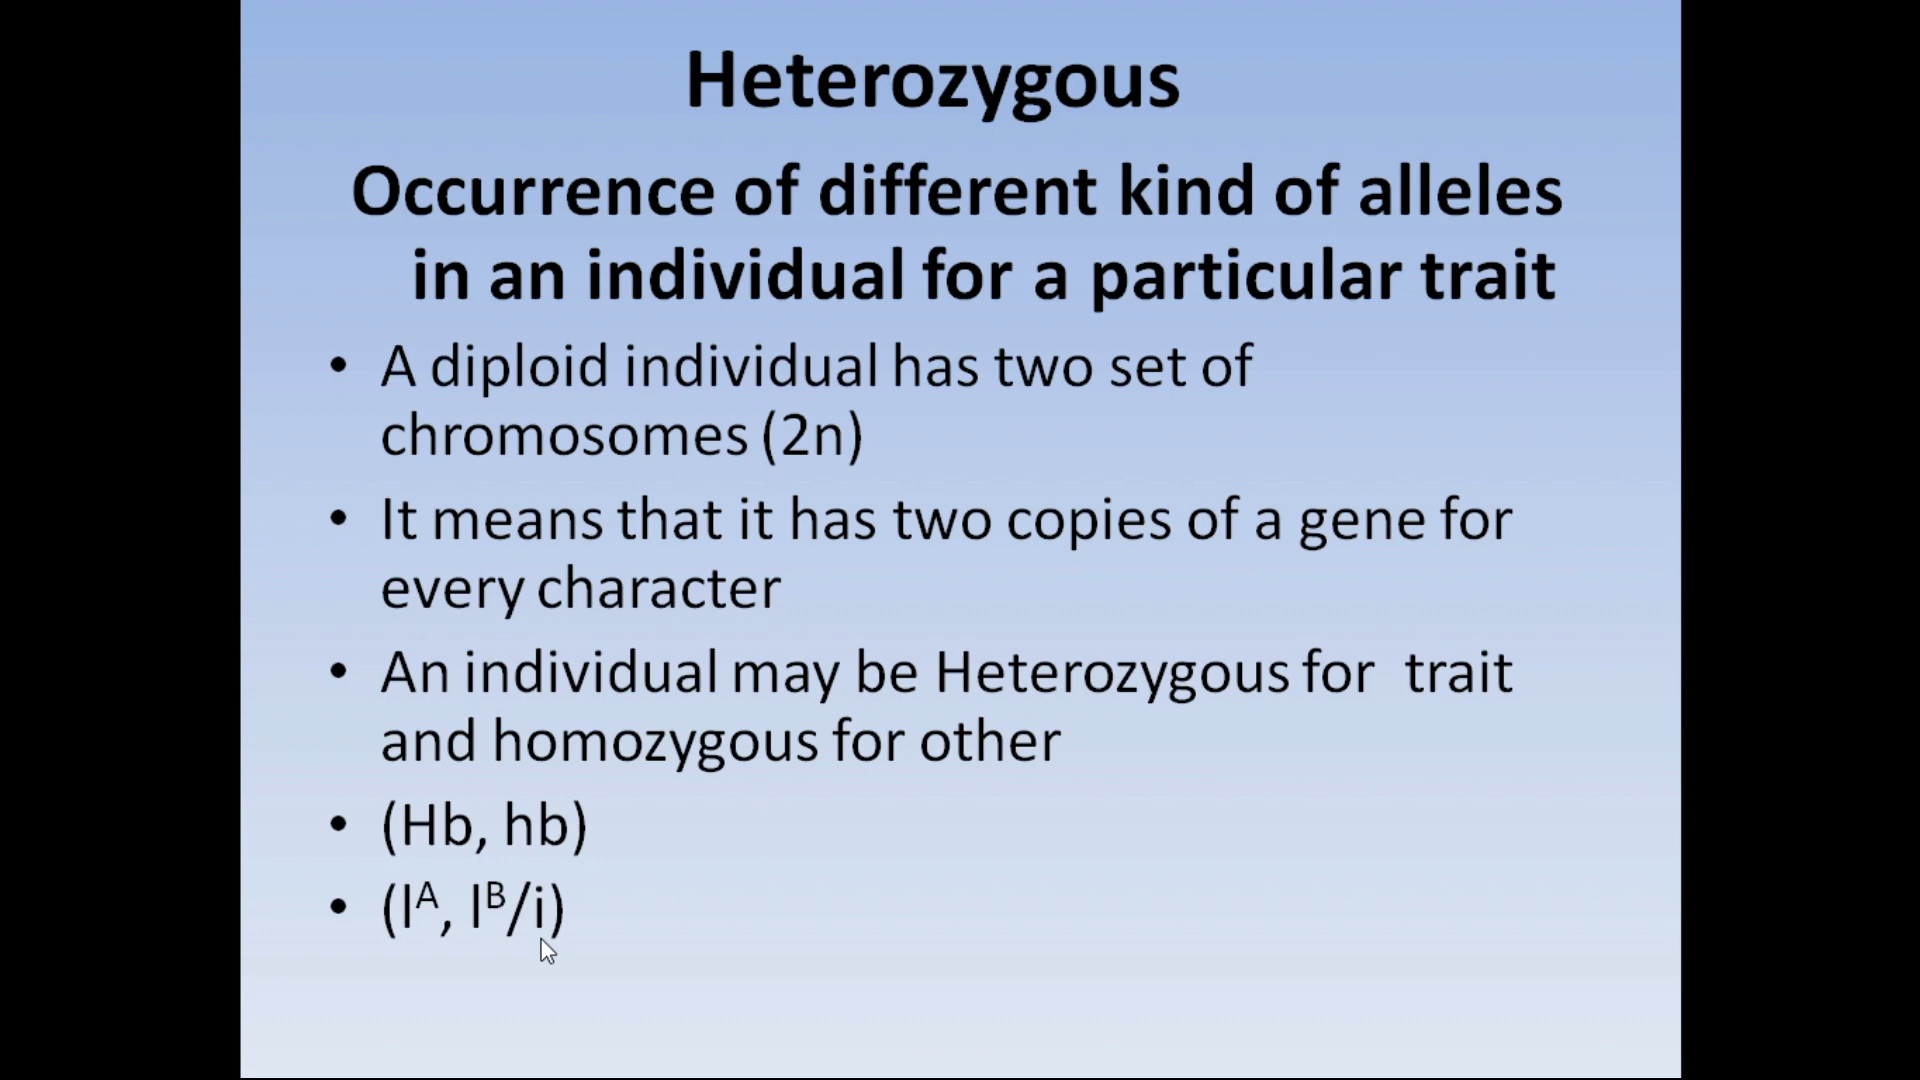 Heterozygous
Occurrence of different kind of alleles
in an individual for a particular trait
• A diploid individual has two set of
chromosomes (2n)
• It means that it has two copies of a gene for
every character
• An individual may be Heterozygous for  trait
and homozygous for other
• (Hb, hb)
• (lᴬ, lᴮ/i)